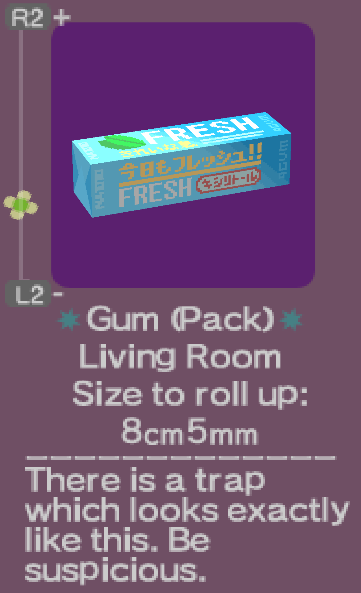 R2 +
FRESH
今日もフレッシュ!!
FRESH キシリトール
L2 -
Gum (Pack)
Living Room
Size to roll up:
8cm5mm
There is a trap
which looks exactly
like this. Be
suspicious.